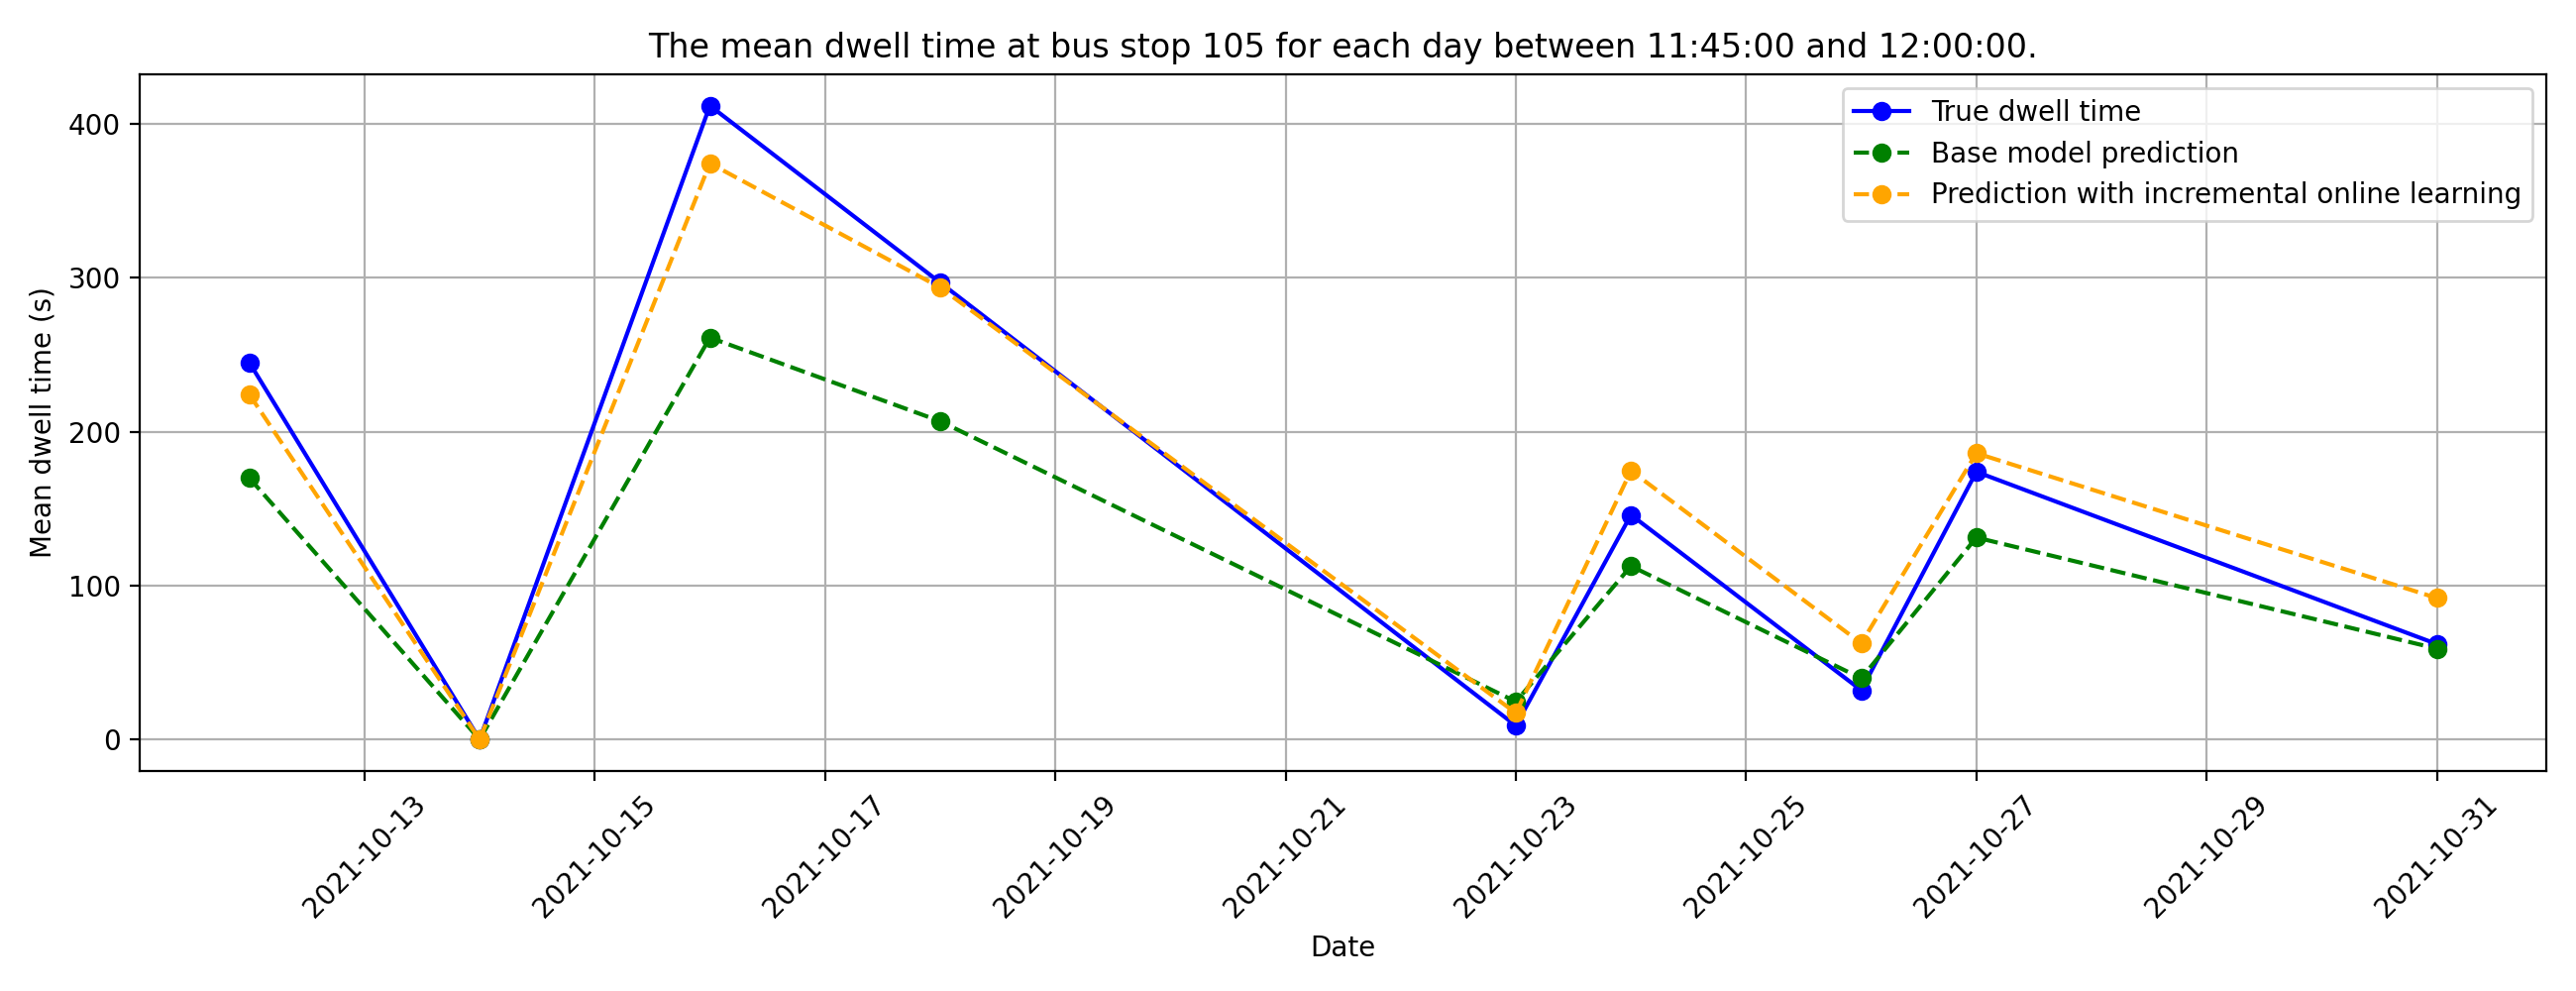 The mean dwell time at bus stop 105 for each day between 11:45:00 and 12:00:00.
True dwell time
Base model prediction
Prediction with incremental online learning
Mean dwell time (s)
400
300
200
100
0
2021-10-13
2021-10-15
2021-10-17
2021-10-19
2021-10-21
2021-10-23
2021-10-25
2021-10-27
2021-10-29
2021-10-31
Date